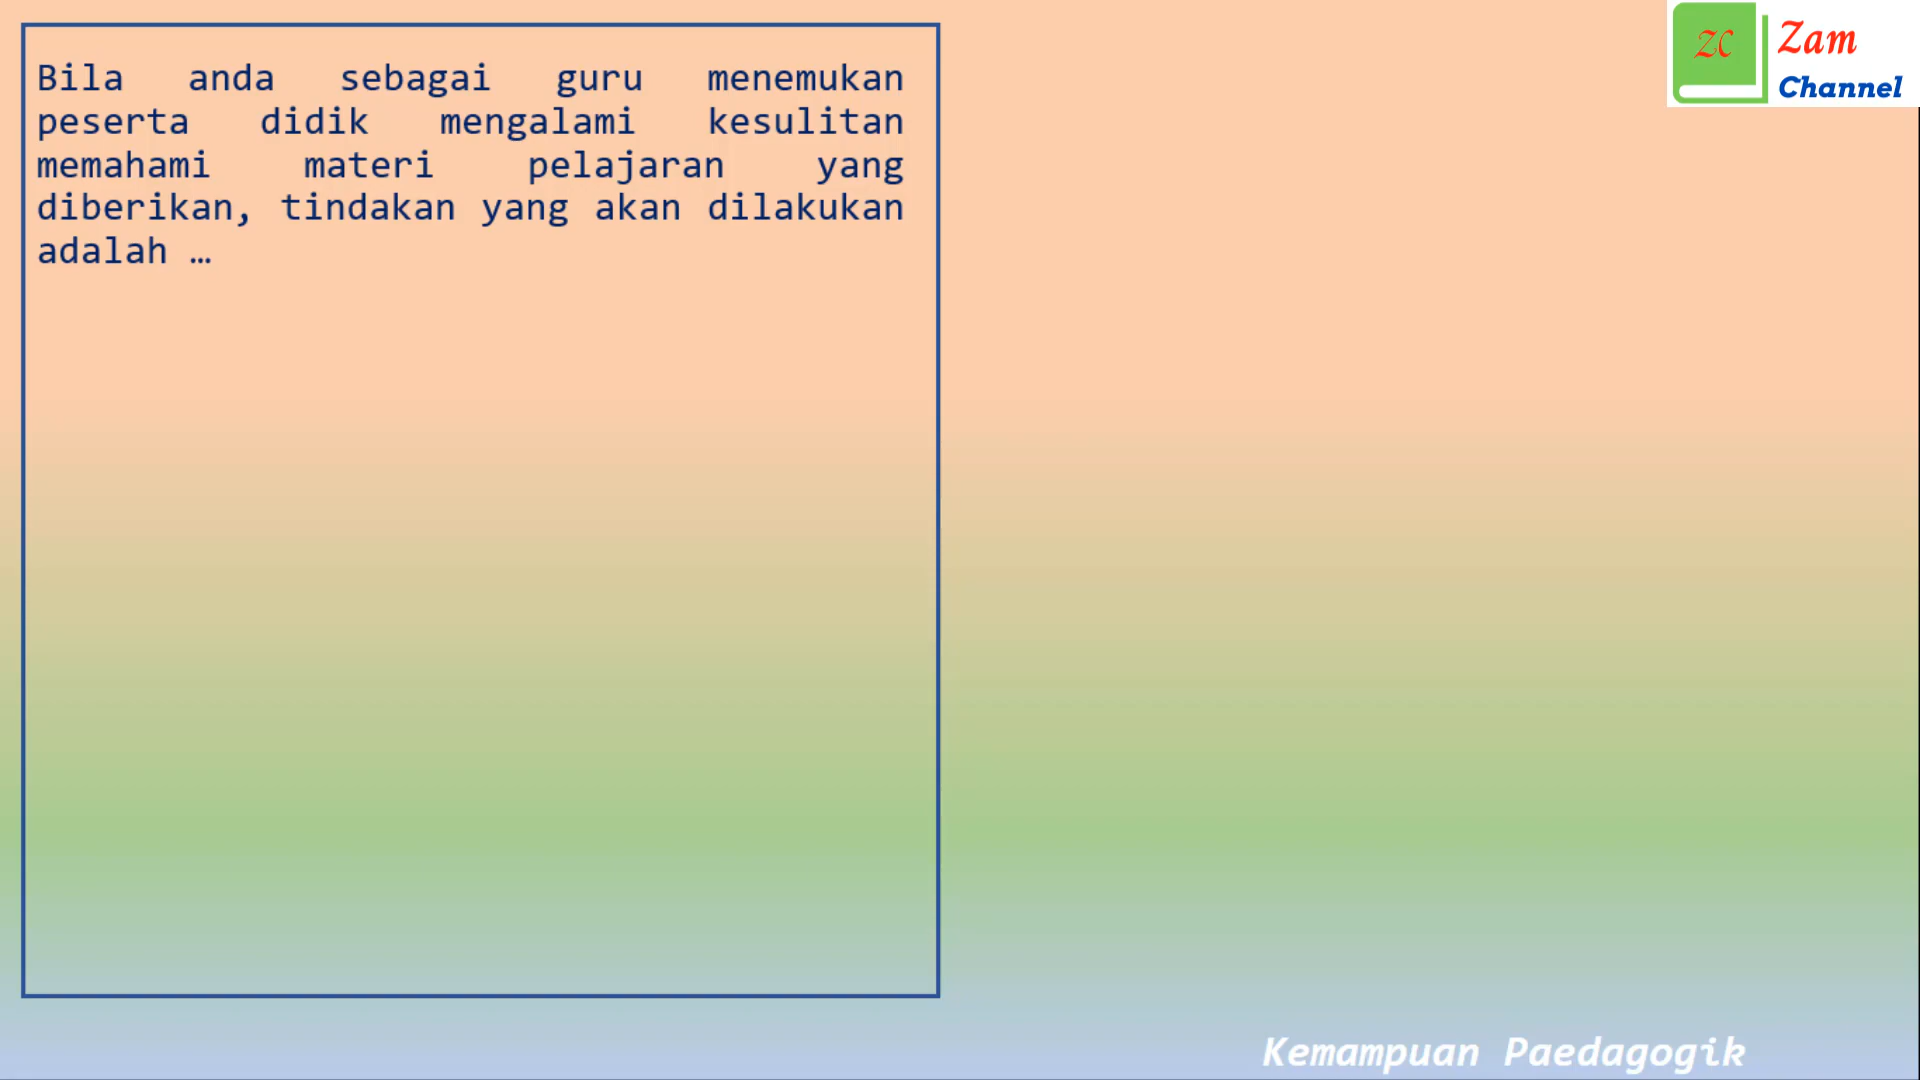 Bila anda sebagai guru menemukan
peserta didik mengalami kesulitan
memahami materi pelajaran yang
diberikan, tindakan yang akan dilakukan
adalah …
ZC
Zam
Channel
Kemampuan Paedagogik